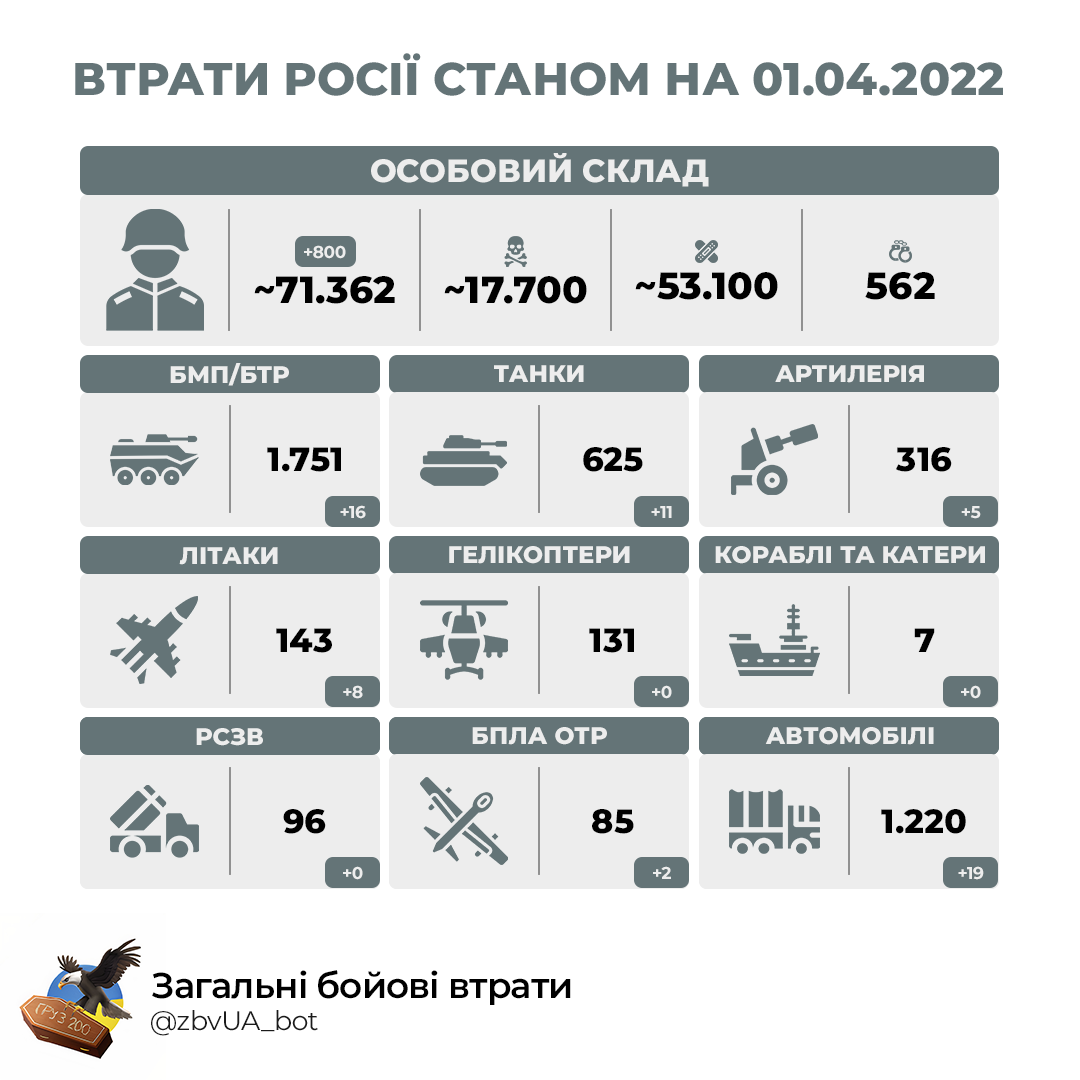 ВТРАТИ РОСІЇ СТАНОМ НА 01.04.2022
ОСОБОВИЙ СКЛАД
+800
~71.362 ~17.700 ~53.100 562
БМП/БТР ТАНКИ АРТИЛЕРІЯ
1.751 625 316
+16 +11 +5
ЛІТАКИ ГЕЛІКОПТЕРИ КОРАБЛІ ТА КАТЕРИ
143 131 7
+8 +0 +0
РСЗВ БПЛА ОТР АВТОМОБІЛІ
96 85 1.220
+0 +2 +19
Загальні бойові втрати
ГРУЗ 200
@zbvUA_bot